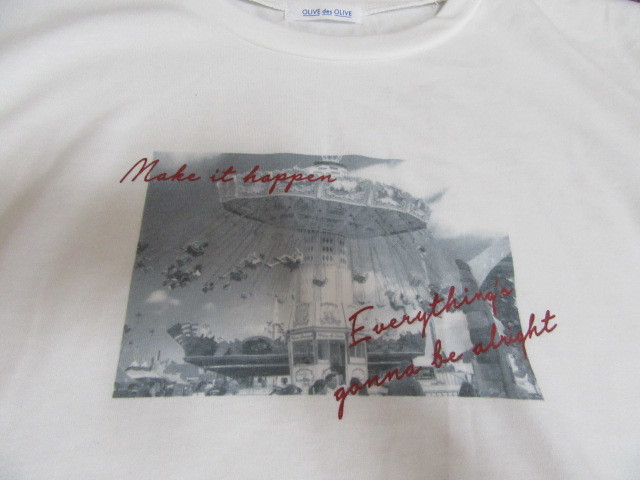 OLIVE des OLIVE
Make it happen
Everything's
gonna be alright